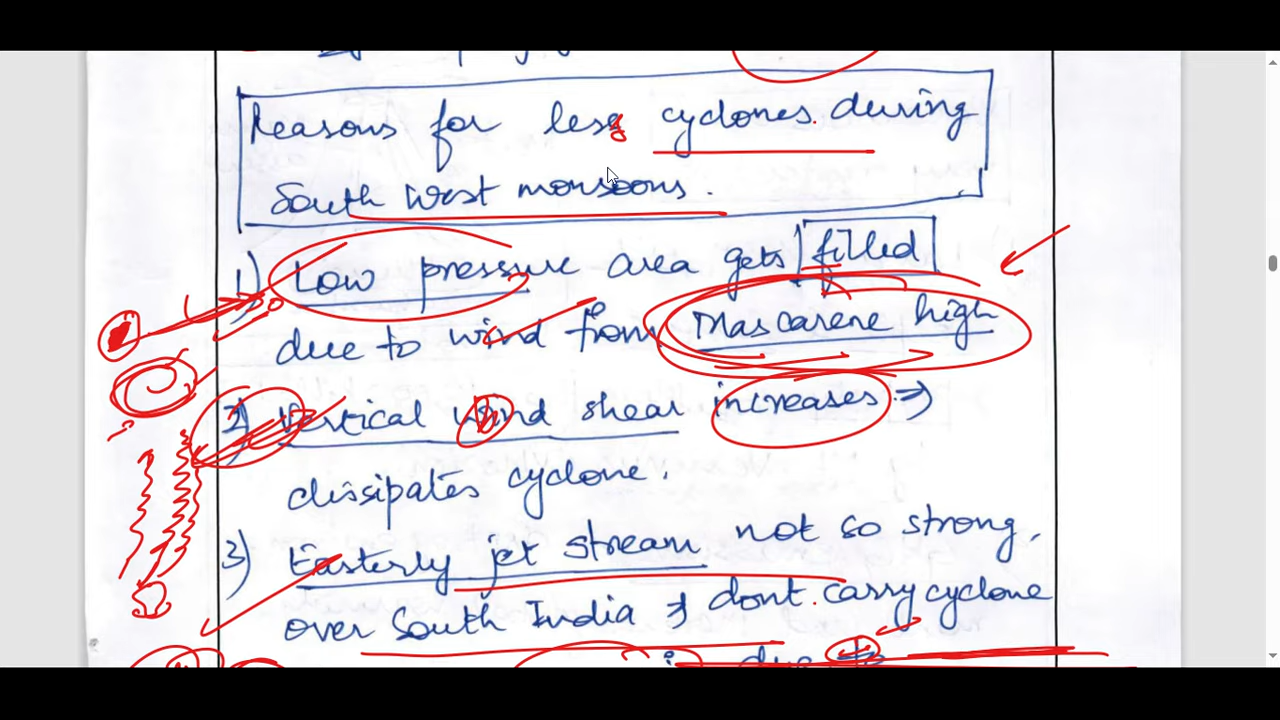 Reasons for less cyclones during
South West monsoons.
1) Low pressure area gets filled
due to wind from Mascarene high
2) Vertical wind shear increases ⇒
dissipates cyclone.
3) Easterly jet stream not so strong,
over South India & dont carry cyclone
due to